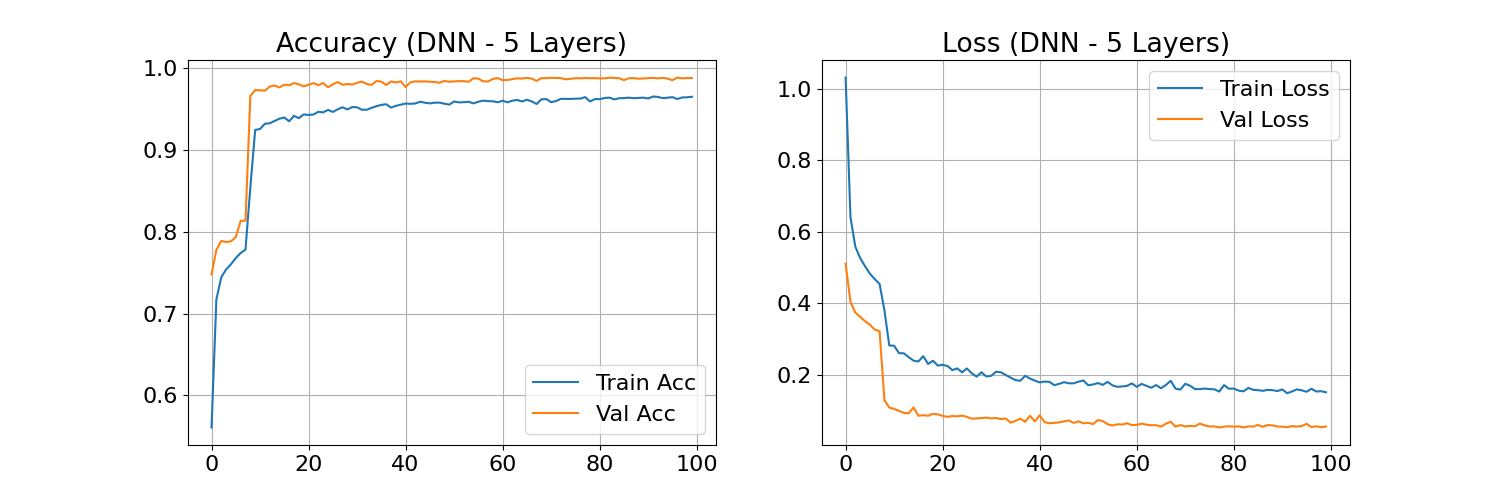 Accuracy (DNN - 5 Layers)
1.0
0.9
0.8
0.7
0.6
Train Acc
Val Acc
0 20 40 60 80 100
Loss (DNN - 5 Layers)
1.0
0.8
0.6
0.4
0.2
Train Loss
Val Loss
0 20 40 60 80 100